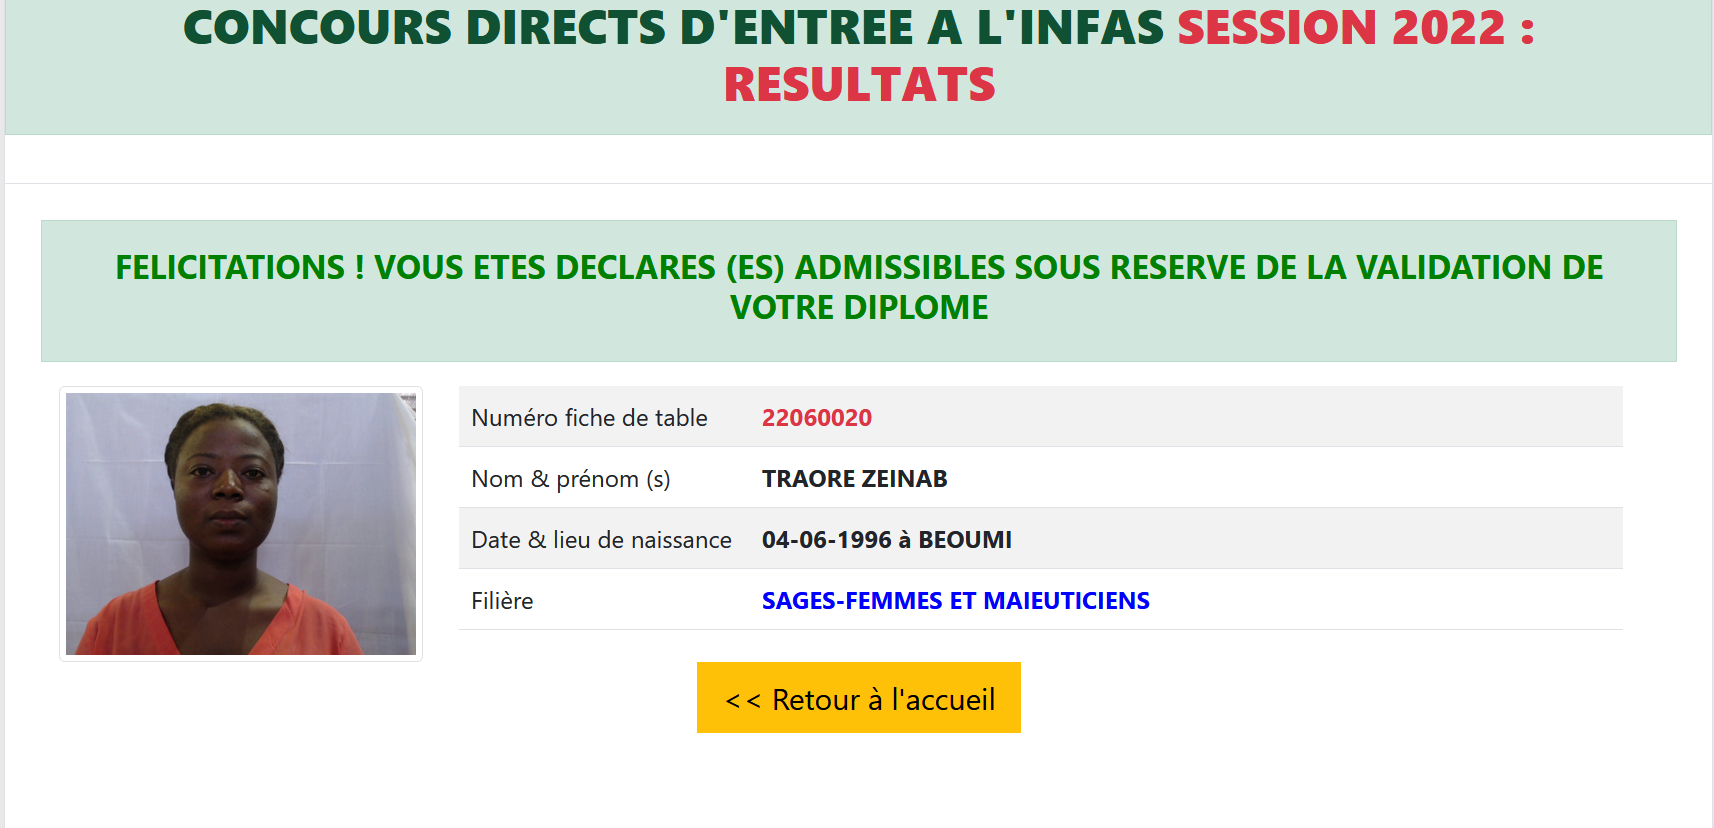 CONCOURS DIRECTS D'ENTREE A L'INFAS SESSION 2022 :
RESULTATS
FELICITATIONS ! VOUS ETES DECLARES (ES) ADMISSIBLES SOUS RESERVE DE LA VALIDATION DE
VOTRE DIPLOME
Numéro fiche de table 22060020
Nom & prénom (s) TRAORE ZEINAB
Date & lieu de naissance 04-06-1996 à BEOUMI
Filière SAGES-FEMMES ET MAIEUTICIENS
<< Retour à l'accueil